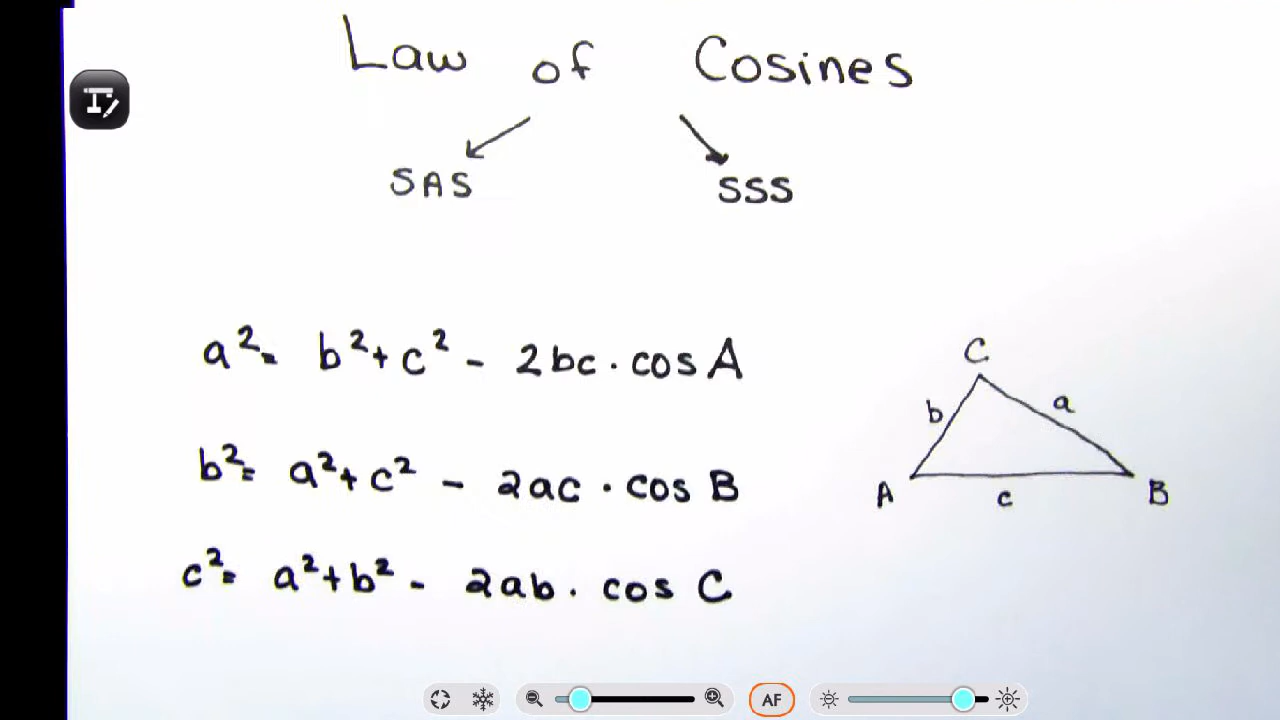 Law of Cosines
SAS
SSS
a²= b²+c² - 2bc · cos A
b²= a²+c² - 2ac · cos B
c²= a²+b² - 2ab · cos C
C
b
a
A
c
B
AF